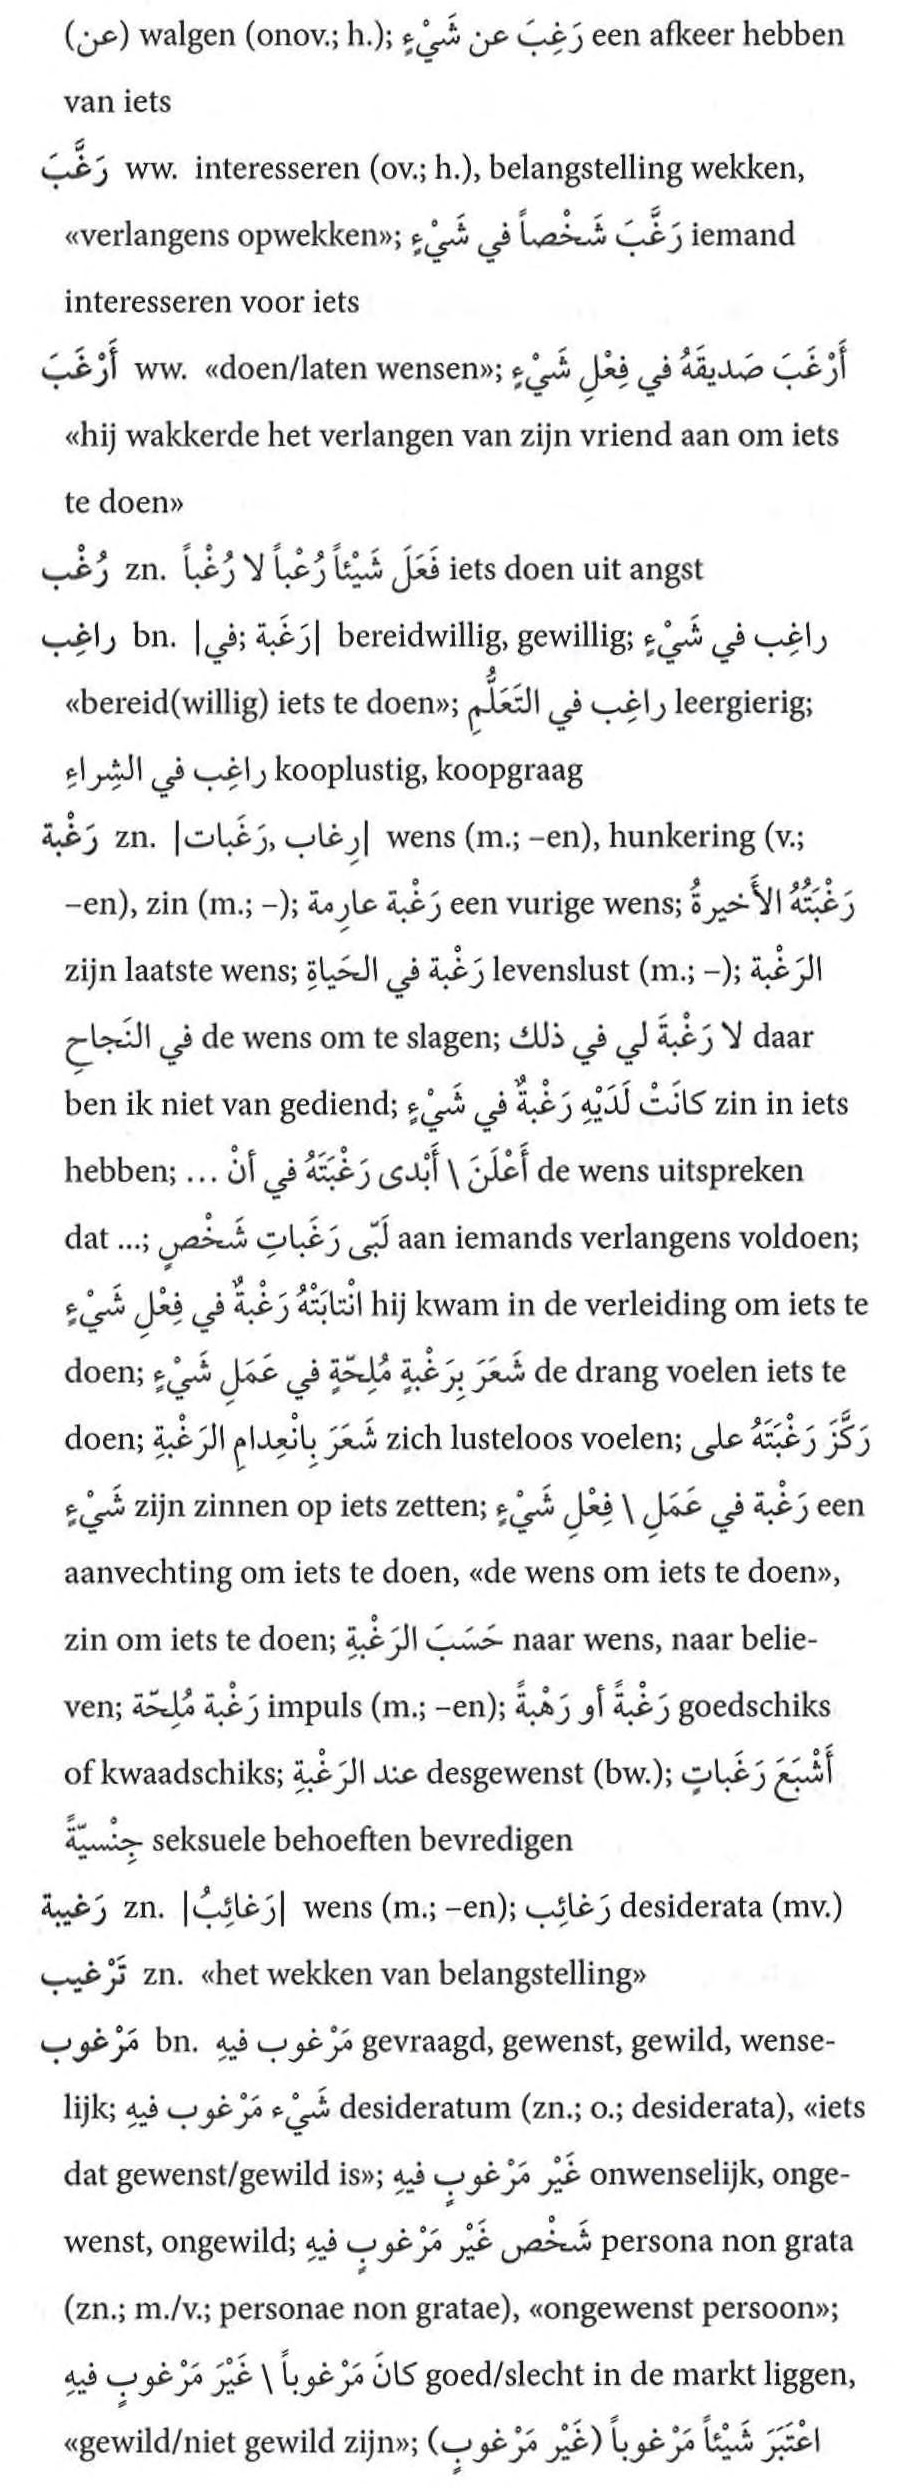 (عن) walgen (onov.; h.); رَغِبَ عن شَيْءٍ een afkeer hebben
van iets
رَغَّبَ ww. interesseren (ov.; h.), belangstelling wekken,
«verlangens opwekken»; رَغَّبَ شَخْصاً في شَيْءٍ iemand
interesseren voor iets
أَرْغَبَ ww. «doen/laten wensen»; أَرْغَبَ صَديقَهُ في فِعْلِ شَيْءٍ
«hij wakkerde het verlangen van zijn vriend aan om iets
te doen»
رُغْب zn. فَعَلَ شَيْئاً رُعْباً لا رُغْباً iets doen uit angst
راغِب bn. |رَغَبة; في| bereidwillig, gewillig; راغِب في شَيْءٍ
«bereid(willig) iets te doen»; راغِب في التَعَلُّمِ leergierig;
راغِب في الشِراءِ kooplustig, koopgraag
رَغْبة zn. |رِغاب, رَغَبات| wens (m.; –en), hunkering (v.;
–en), zin (m.; –); رَغْبة عارِمة een vurige wens; رَغْبَتُهُ الأَخيرةُ
zijn laatste wens; رَغْبة في الحَياةِ levenslust (m.; –); الرَغْبة
في النَجاحِ de wens om te slagen; لا رَغْبةَ لي في ذلك daar
ben ik niet van gediend; كانَتْ لَدَيْهِ رَغْبةٌ في شَيْءٍ zin in iets
hebben; أَعْلَنَ \ أَبْدى رَغْبَتَهُ في أنْ ... de wens uitspreken
dat ...; لَبّى رَغَباتِ شَخْصٍ aan iemands verlangens voldoen;
انْتابَتْهُ رَغْبةٌ في فِعْلِ شَيْءٍ hij kwam in de verleiding om iets te
doen; شَعَرَ بِرَغْبةٍ مُلِحّةٍ في عَمَلِ شَيْءٍ de drang voelen iets te
doen; شَعَرَ بِانْعِدامِ الرَغْبةِ zich lusteloos voelen; رَكَّزَ رَغْبَتَهُ على
شَيْءٍ zijn zinnen op iets zetten; رَغْبة في عَمَلِ \ فِعْلِ شَيْءٍ een
aanvechting om iets te doen, «de wens om iets te doen»,
zin om iets te doen; حَسَبَ الرَغْبةِ naar wens, naar belie-
ven; رَغْبة مُلِحّة impuls (m.; –en); رَغْبةً أو رَهْبةً goedschiks
of kwaadschiks; عند الرَغْبةِ desgewenst (bw.); أَشْبَعَ رَغَباتٍ
جِنْسيّةً seksuele behoeften bevredigen
رَغيبة zn. |رَغائِبُ| wens (m.; –en); رَغائِب desiderata (mv.)
تَرْغيب zn. «het wekken van belangstelling»
مَرْغوب bn. مَرْغوب فيهِ gevraagd, gewenst, gewild, wense-
lijk; شَيْء مَرْغوب فيهِ desideratum (zn.; o.; desiderata), «iets
dat gewenst/gewild is»; غَيْر مَرْغوبٍ فيهِ onwenselijk, onge-
wenst, ongewild; شَخْص غَيْر مَرْغوبٍ فيهِ persona non grata
(zn.; m./v.; personae non gratae), «ongewenst persoon»;
كانَ مَرْغوباً \ غَيْرَ مَرْغوبٍ فيهِ goed/slecht in de markt liggen,
«gewild/niet gewild zijn»; اعْتَبَرَ شَيْئاً مَرْغوباً (غَيْر مَرْغوبٍ)